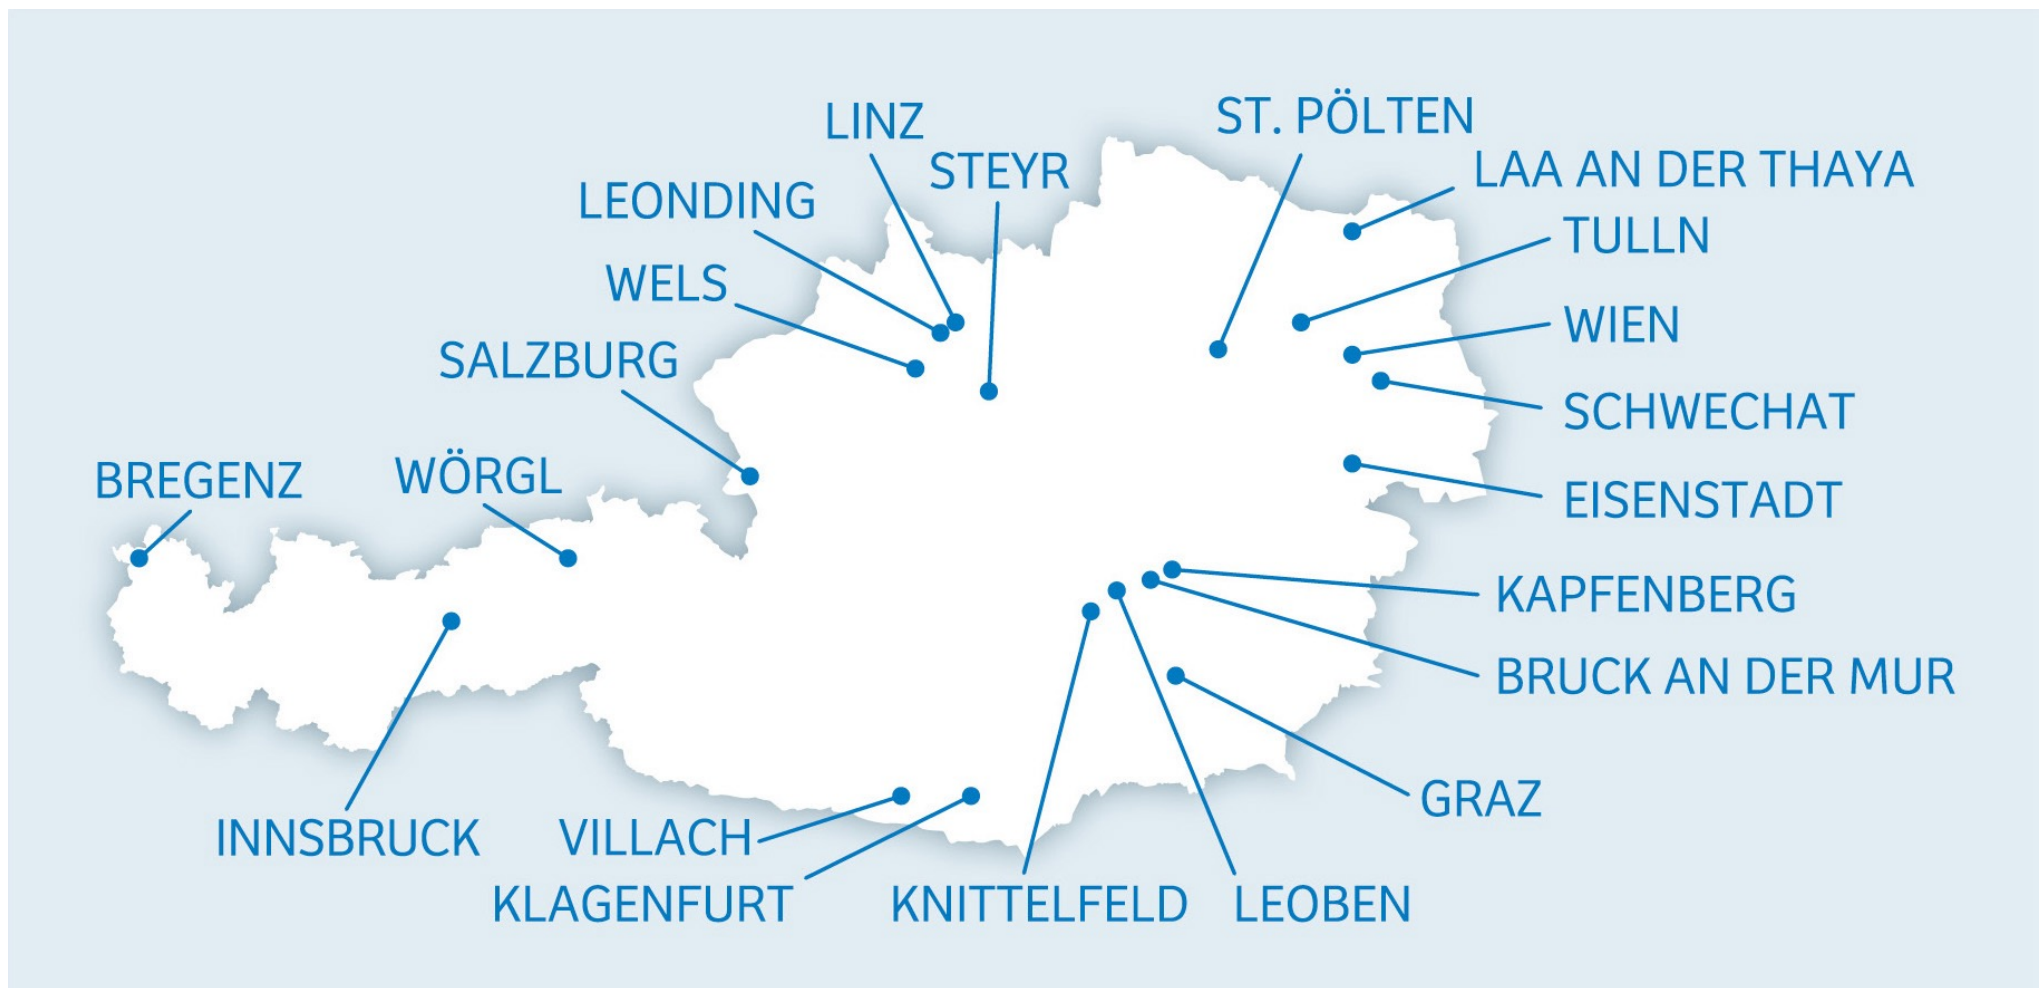 LINZ
ST. PÖLTEN
STEYR
LAA AN DER THAYA
LEONDING
TULLN
WELS
WIEN
SALZBURG
SCHWECHAT
BREGENZ
WÖRGL
EISENSTADT
KAPFENBERG
BRUCK AN DER MUR
GRAZ
INNSBRUCK
VILLACH
KLAGENFURT
KNITTELFELD
LEOBEN